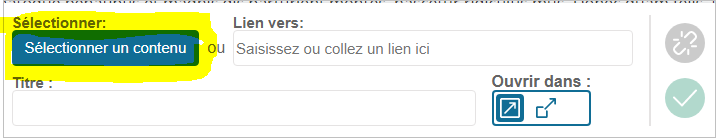 Sélectionner:
Lien vers:
Sélectionner un contenu
ou
Saisissez ou collez un lien ici
Titre :
Ouvrir dans :